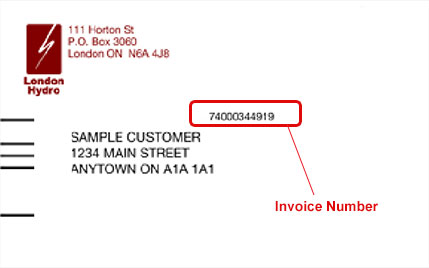 111 Horton St
P.O. Box 3060
London ON N6A 4J8
London
Hydro
74000344919
SAMPLE CUSTOMER
1234 MAIN STREET
ANYTOWN ON A1A 1A1
Invoice Number